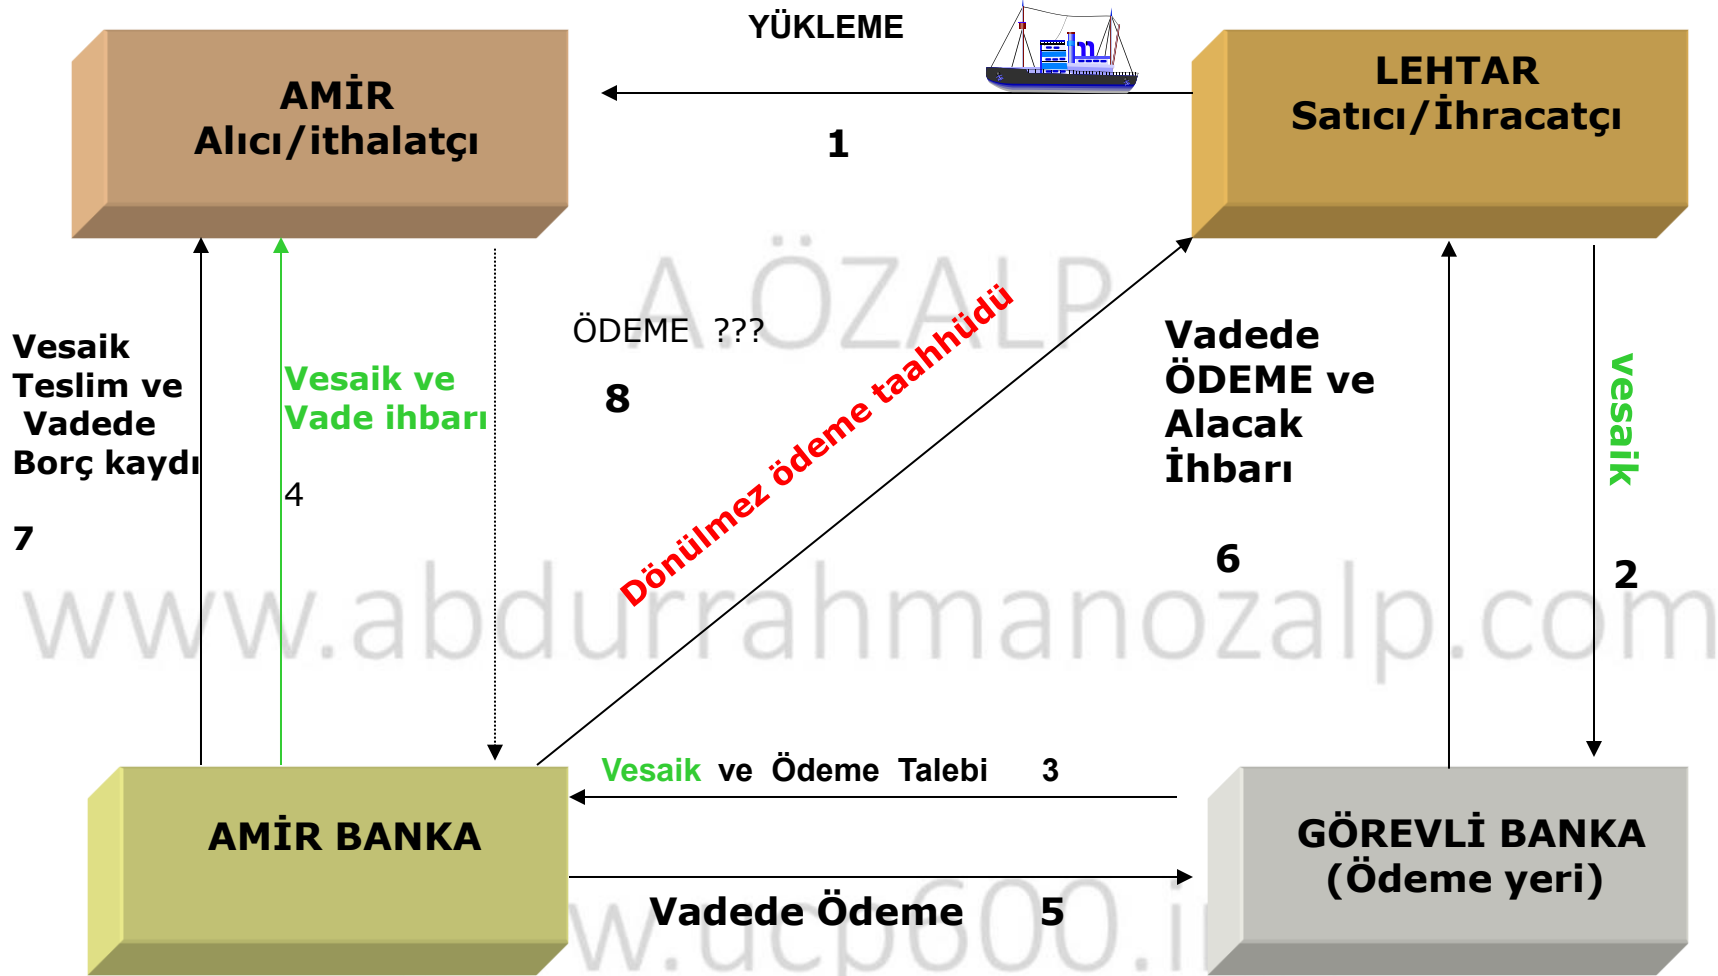 YÜKLEME
AMİR
Alıcı/ithalatçı
LEHTAR
Satıcı/İhracatçı
1
A.ÖZALP
ÖDEME ???
8
Dönülmez ödeme taahhüdü
Vesaik
Teslim ve
Vadede
Borç kaydı
7
Vesaik ve
Vade ihbarı
4
Vadede
ÖDEME ve
Alacak
İhbarı
6
vesaik
2
www.abdurrahmanozalp.com
Vesaik ve Ödeme Talebi 3
AMİR BANKA
GÖREVLİ BANKA
(Ödeme yeri)
Vadede Ödeme 5
w.ucp600.i